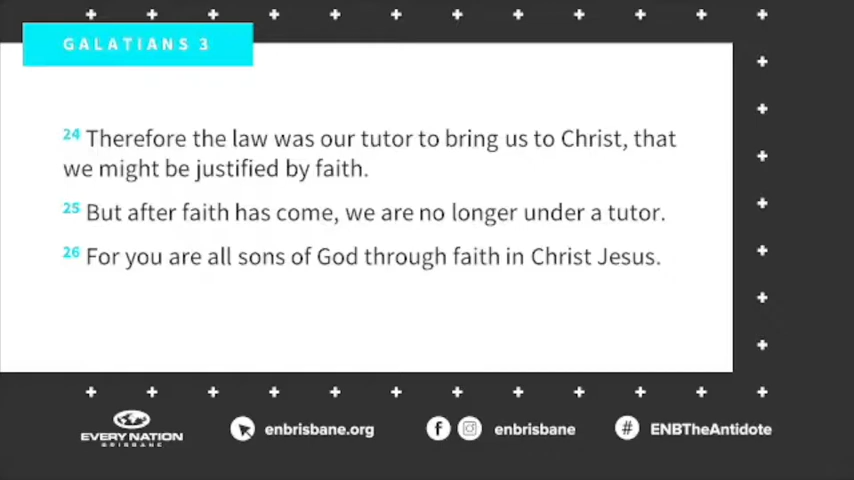 GALATIANS 3
24 Therefore the law was our tutor to bring us to Christ, that
we might be justified by faith.
25 But after faith has come, we are no longer under a tutor.
26 For you are all sons of God through faith in Christ Jesus.
EVERY NATION
BRISBANE
enbrisbane.org
f enbrisbane
# ENBTheAntidote